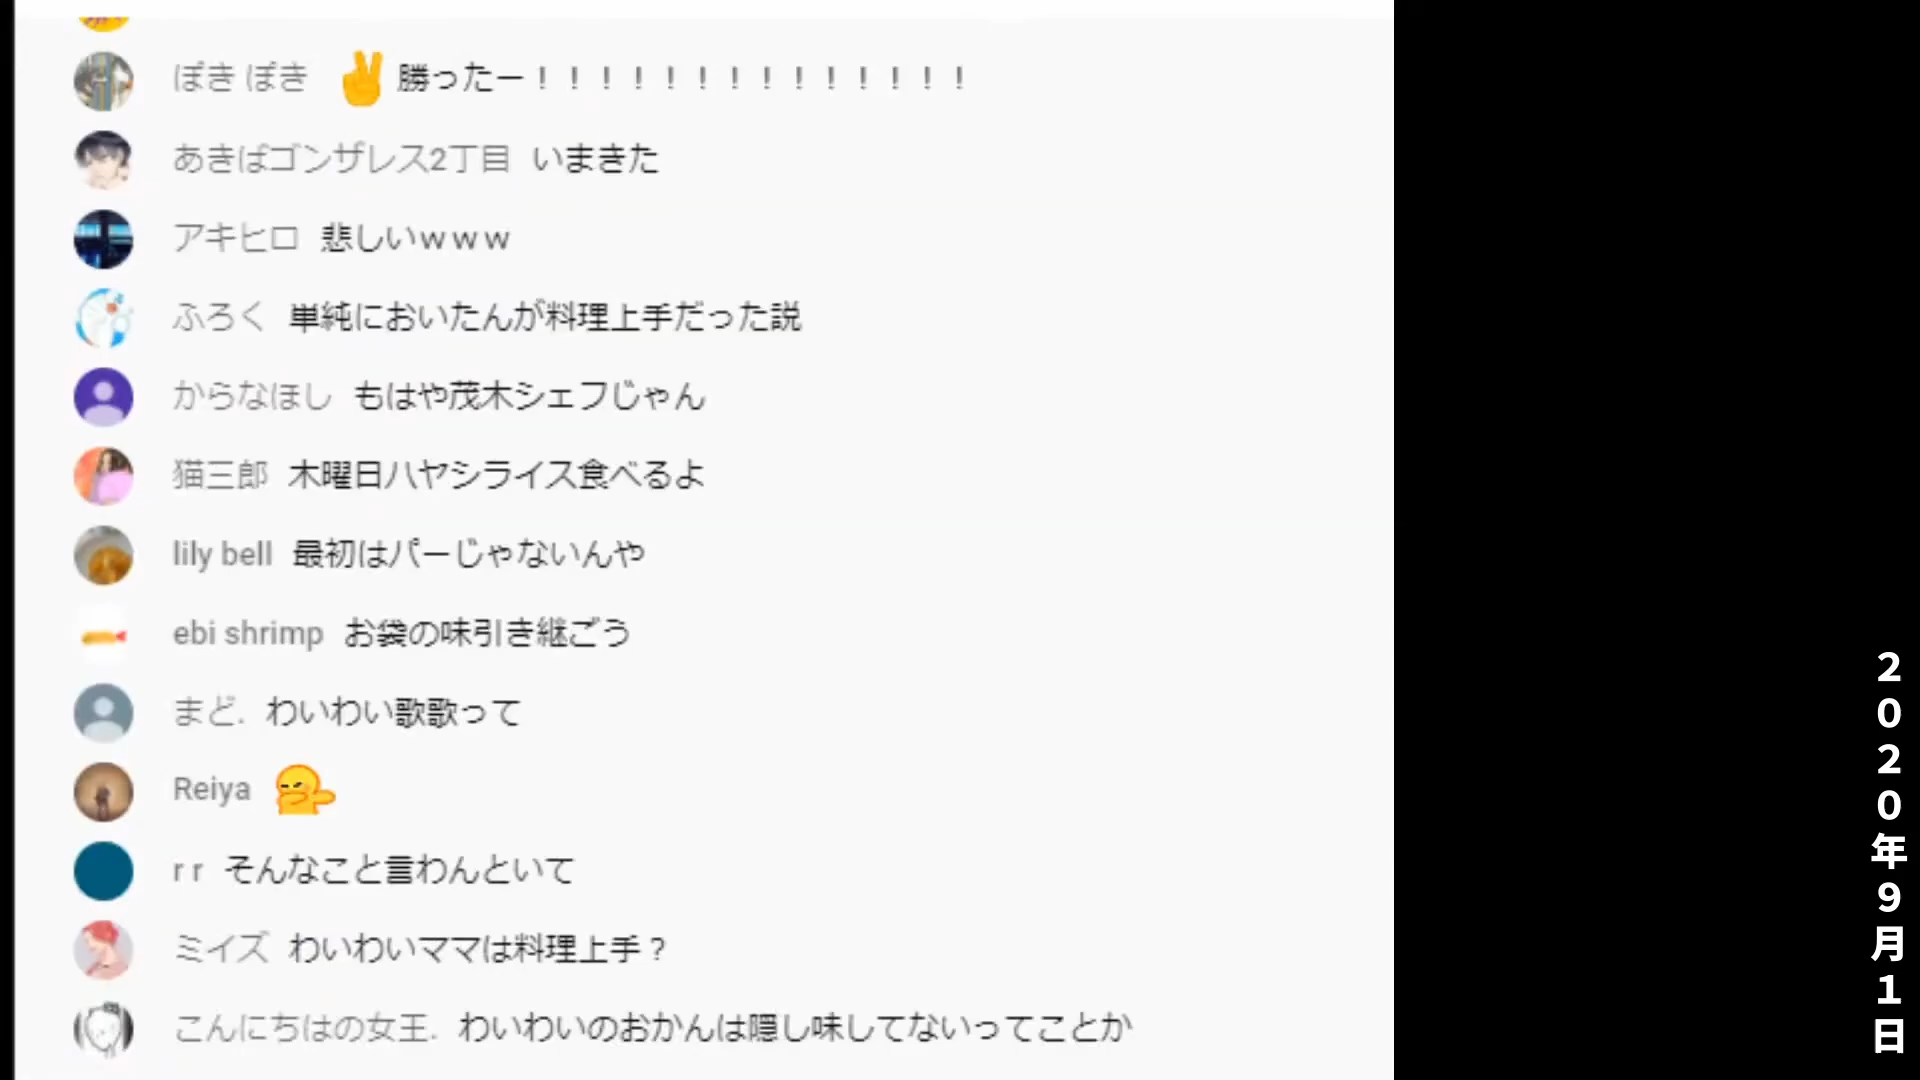 ぽき ぽき ✌勝ったー！！！！！！！！！！！！！！
あきばゴンザレス2丁目 いまきた
アキヒロ 悲しいｗｗｗ
ふろく 単純においたんが料理上手だった説
からなほし もはや茂木シェフじゃん
猫三郎 木曜日ハヤシライス食べるよ
lily bell 最初はパーじゃないんや
ebi shrimp お袋の味引き継ごう
まど. わいわい歌歌って
Reiya
r r そんなこと言わんといて
ミイズ わいわいママは料理上手？
こんにちはの女王. わいわいのおかんは隠し味してないってことか
2020年9月1日